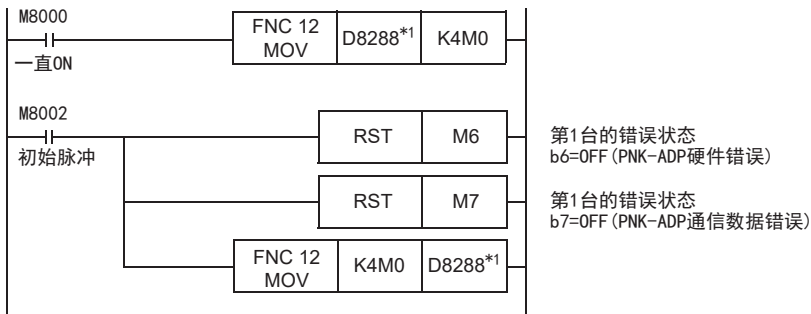 M8000
一直ON
FNC 12
MOV
D8288*1
K4M0
M8002
初始脉冲
RST
M6
第1台的错误状态
b6=OFF(PNK-ADP硬件错误)
RST
M7
第1台的错误状态
b7=OFF(PNK-ADP通信数据错误)
FNC 12
MOV
K4M0
D8288*1